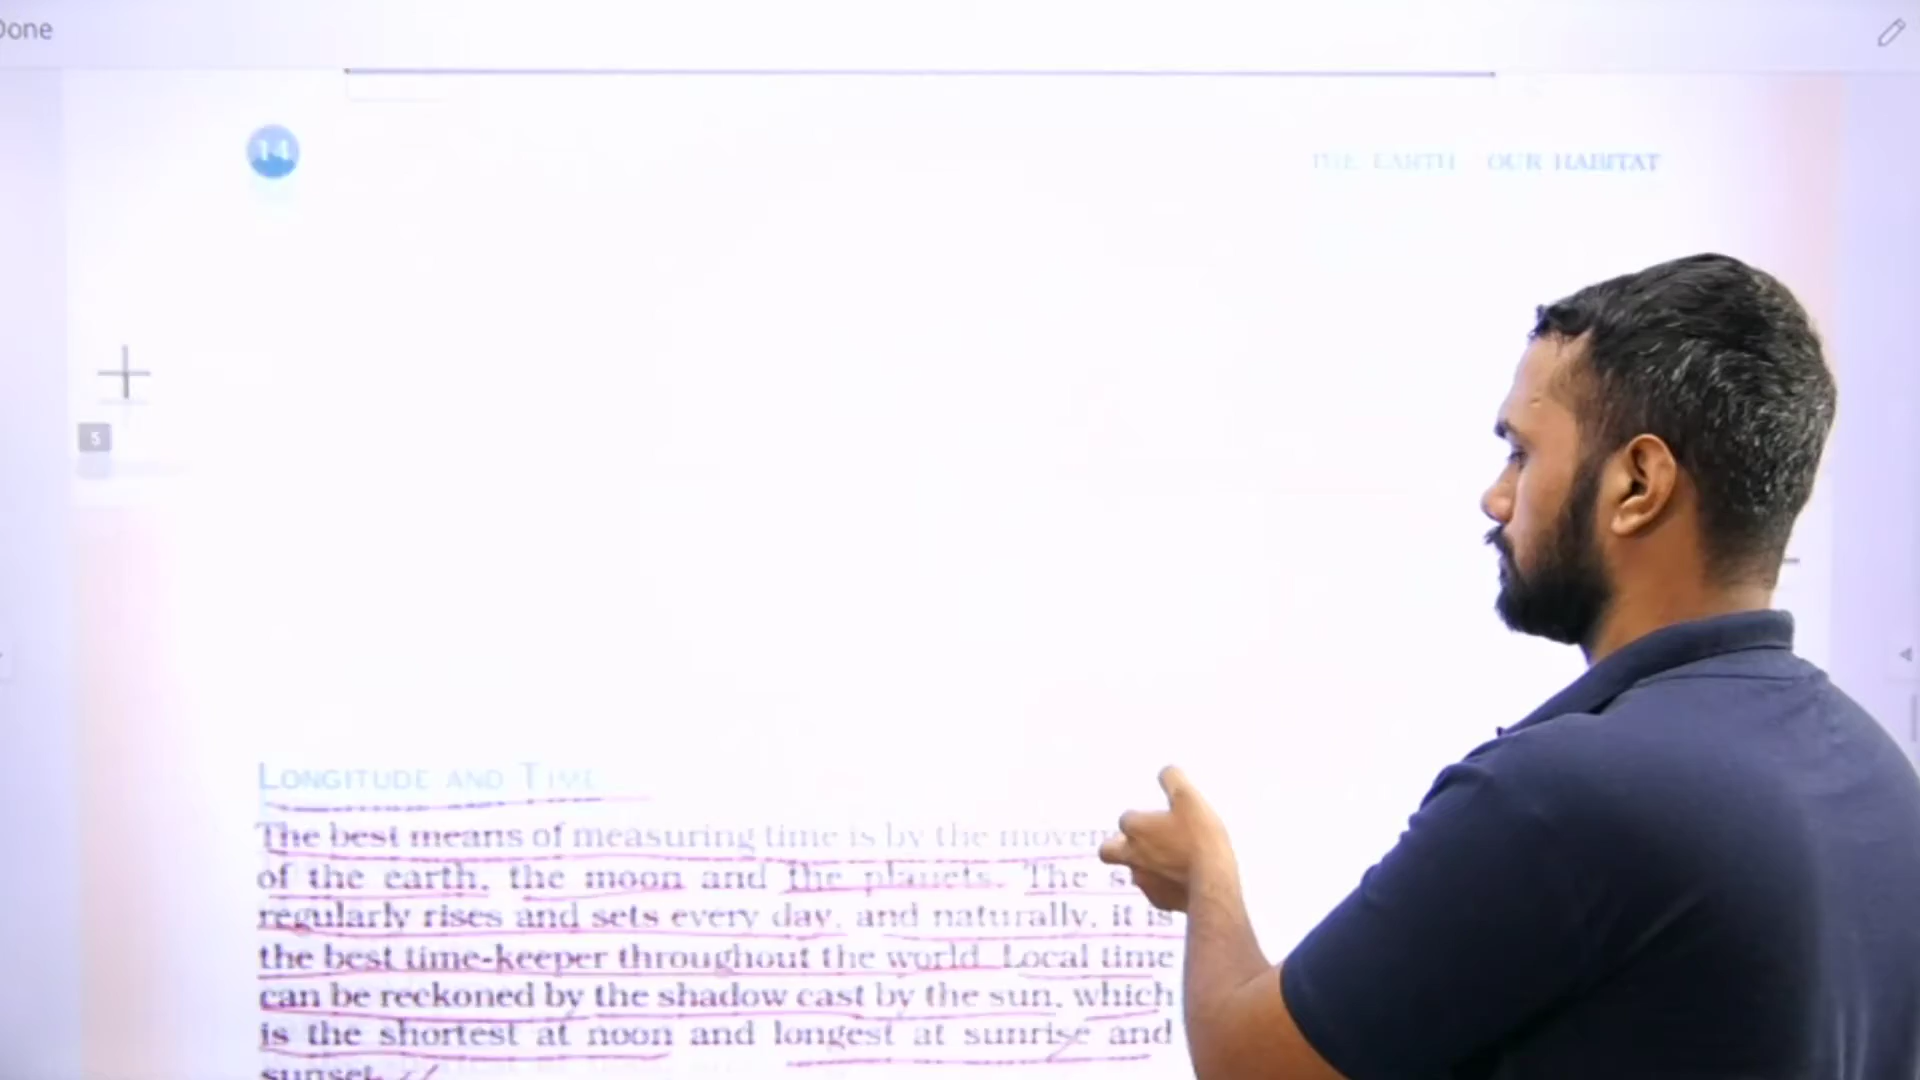 Done
14
THE EARTH OUR HABITAT
5
LONGITUDE AND TIME
The best means of measuring time is by the
of the earth, the moon and the planets. The
regularly rises and sets every day, and naturally, it is
the best time-keeper throughout the world. Local time
can be reckoned by the shadow cast by the sun, which
is the shortest at noon and longest at sunrise and
sunset.